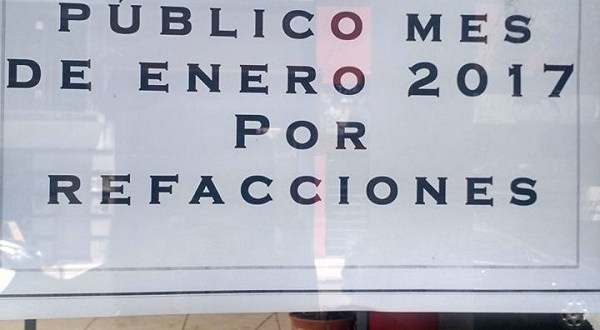 PÚBLICO MES
DE ENERO 2017
POR
REFACCIONES